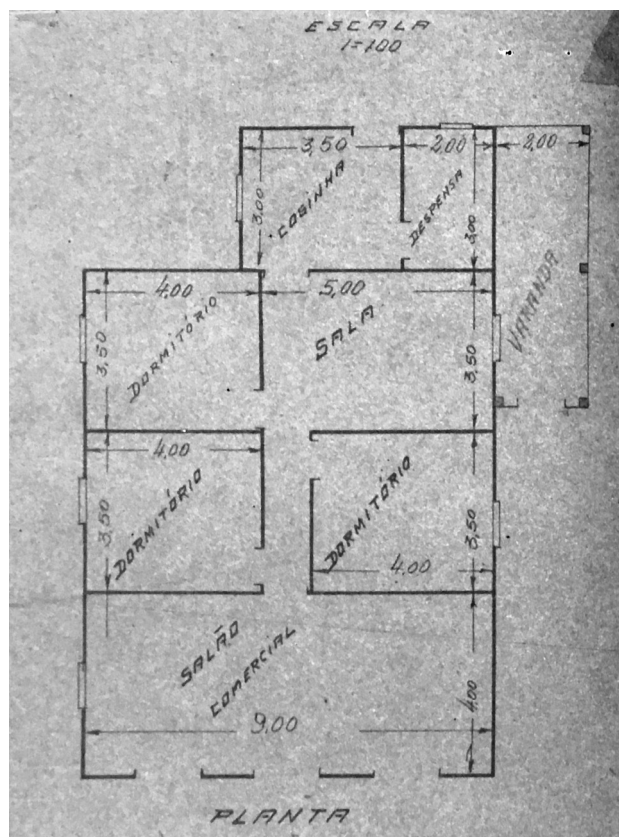 ESCALA
1=100
3,50
2,00
2,00
3,00
COSINHA
DESPENSA
3,00
VARANDA
4,00
5,00
3,50
DORMITÓRIO
SALA
3,50
4,00
3,50
DORMITÓRIO
DORMITÓRIO
3,50
4,00
SALÃO
COMERCIAL
4,00
9,00
PLANTA